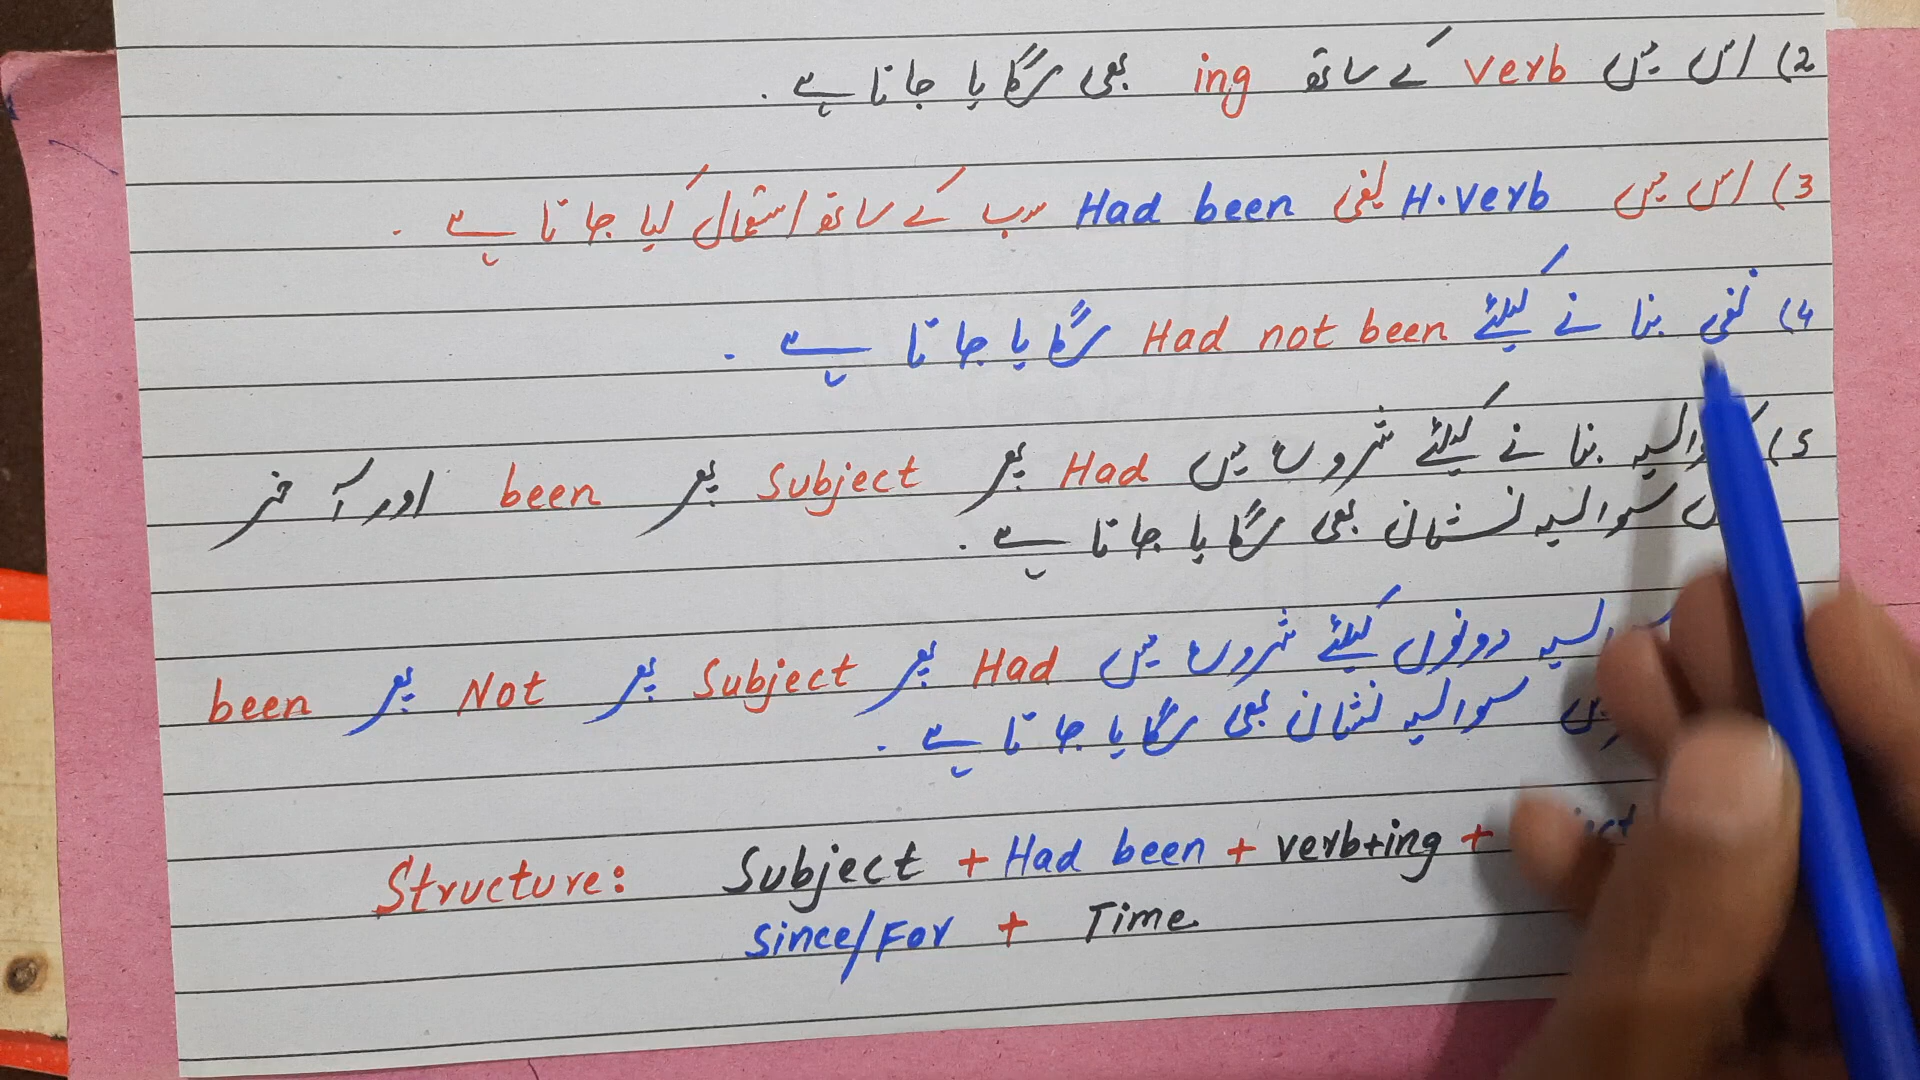 2) اس میں verb کے ساتھ ing بھی لگایا جاتا ہے ۔
3) اس میں H.verb یعنی Had been سب کے ساتھ استعمال کیا جاتا ہے ۔
4) نفی بنانے کیلئے Had not been لگایا جاتا ہے ۔
5) سوالیہ بنانے کیلئے شروع میں Had پھر Subject پھر been اور آخر
سوالیہ نشان بھی لگایا جاتا ہے ۔
دونوں کیلئے شروع میں Had پھر Subject پھر Not پھر been
سوالیہ نشان بھی لگایا جاتا ہے ۔
Structure: Subject + Had been + verb+ing +
Since/For + Time